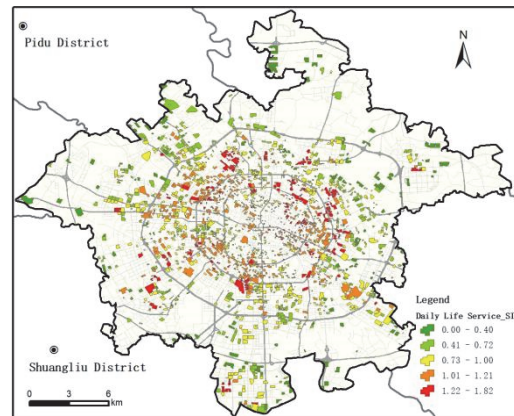 Pidu District
N
Legend
Daily Life Service_SI
0.00 - 0.40
0.41 - 0.72
0.73 - 1.00
1.01 - 1.21
1.22 - 1.82
Shuangliu District
0 3 6
km